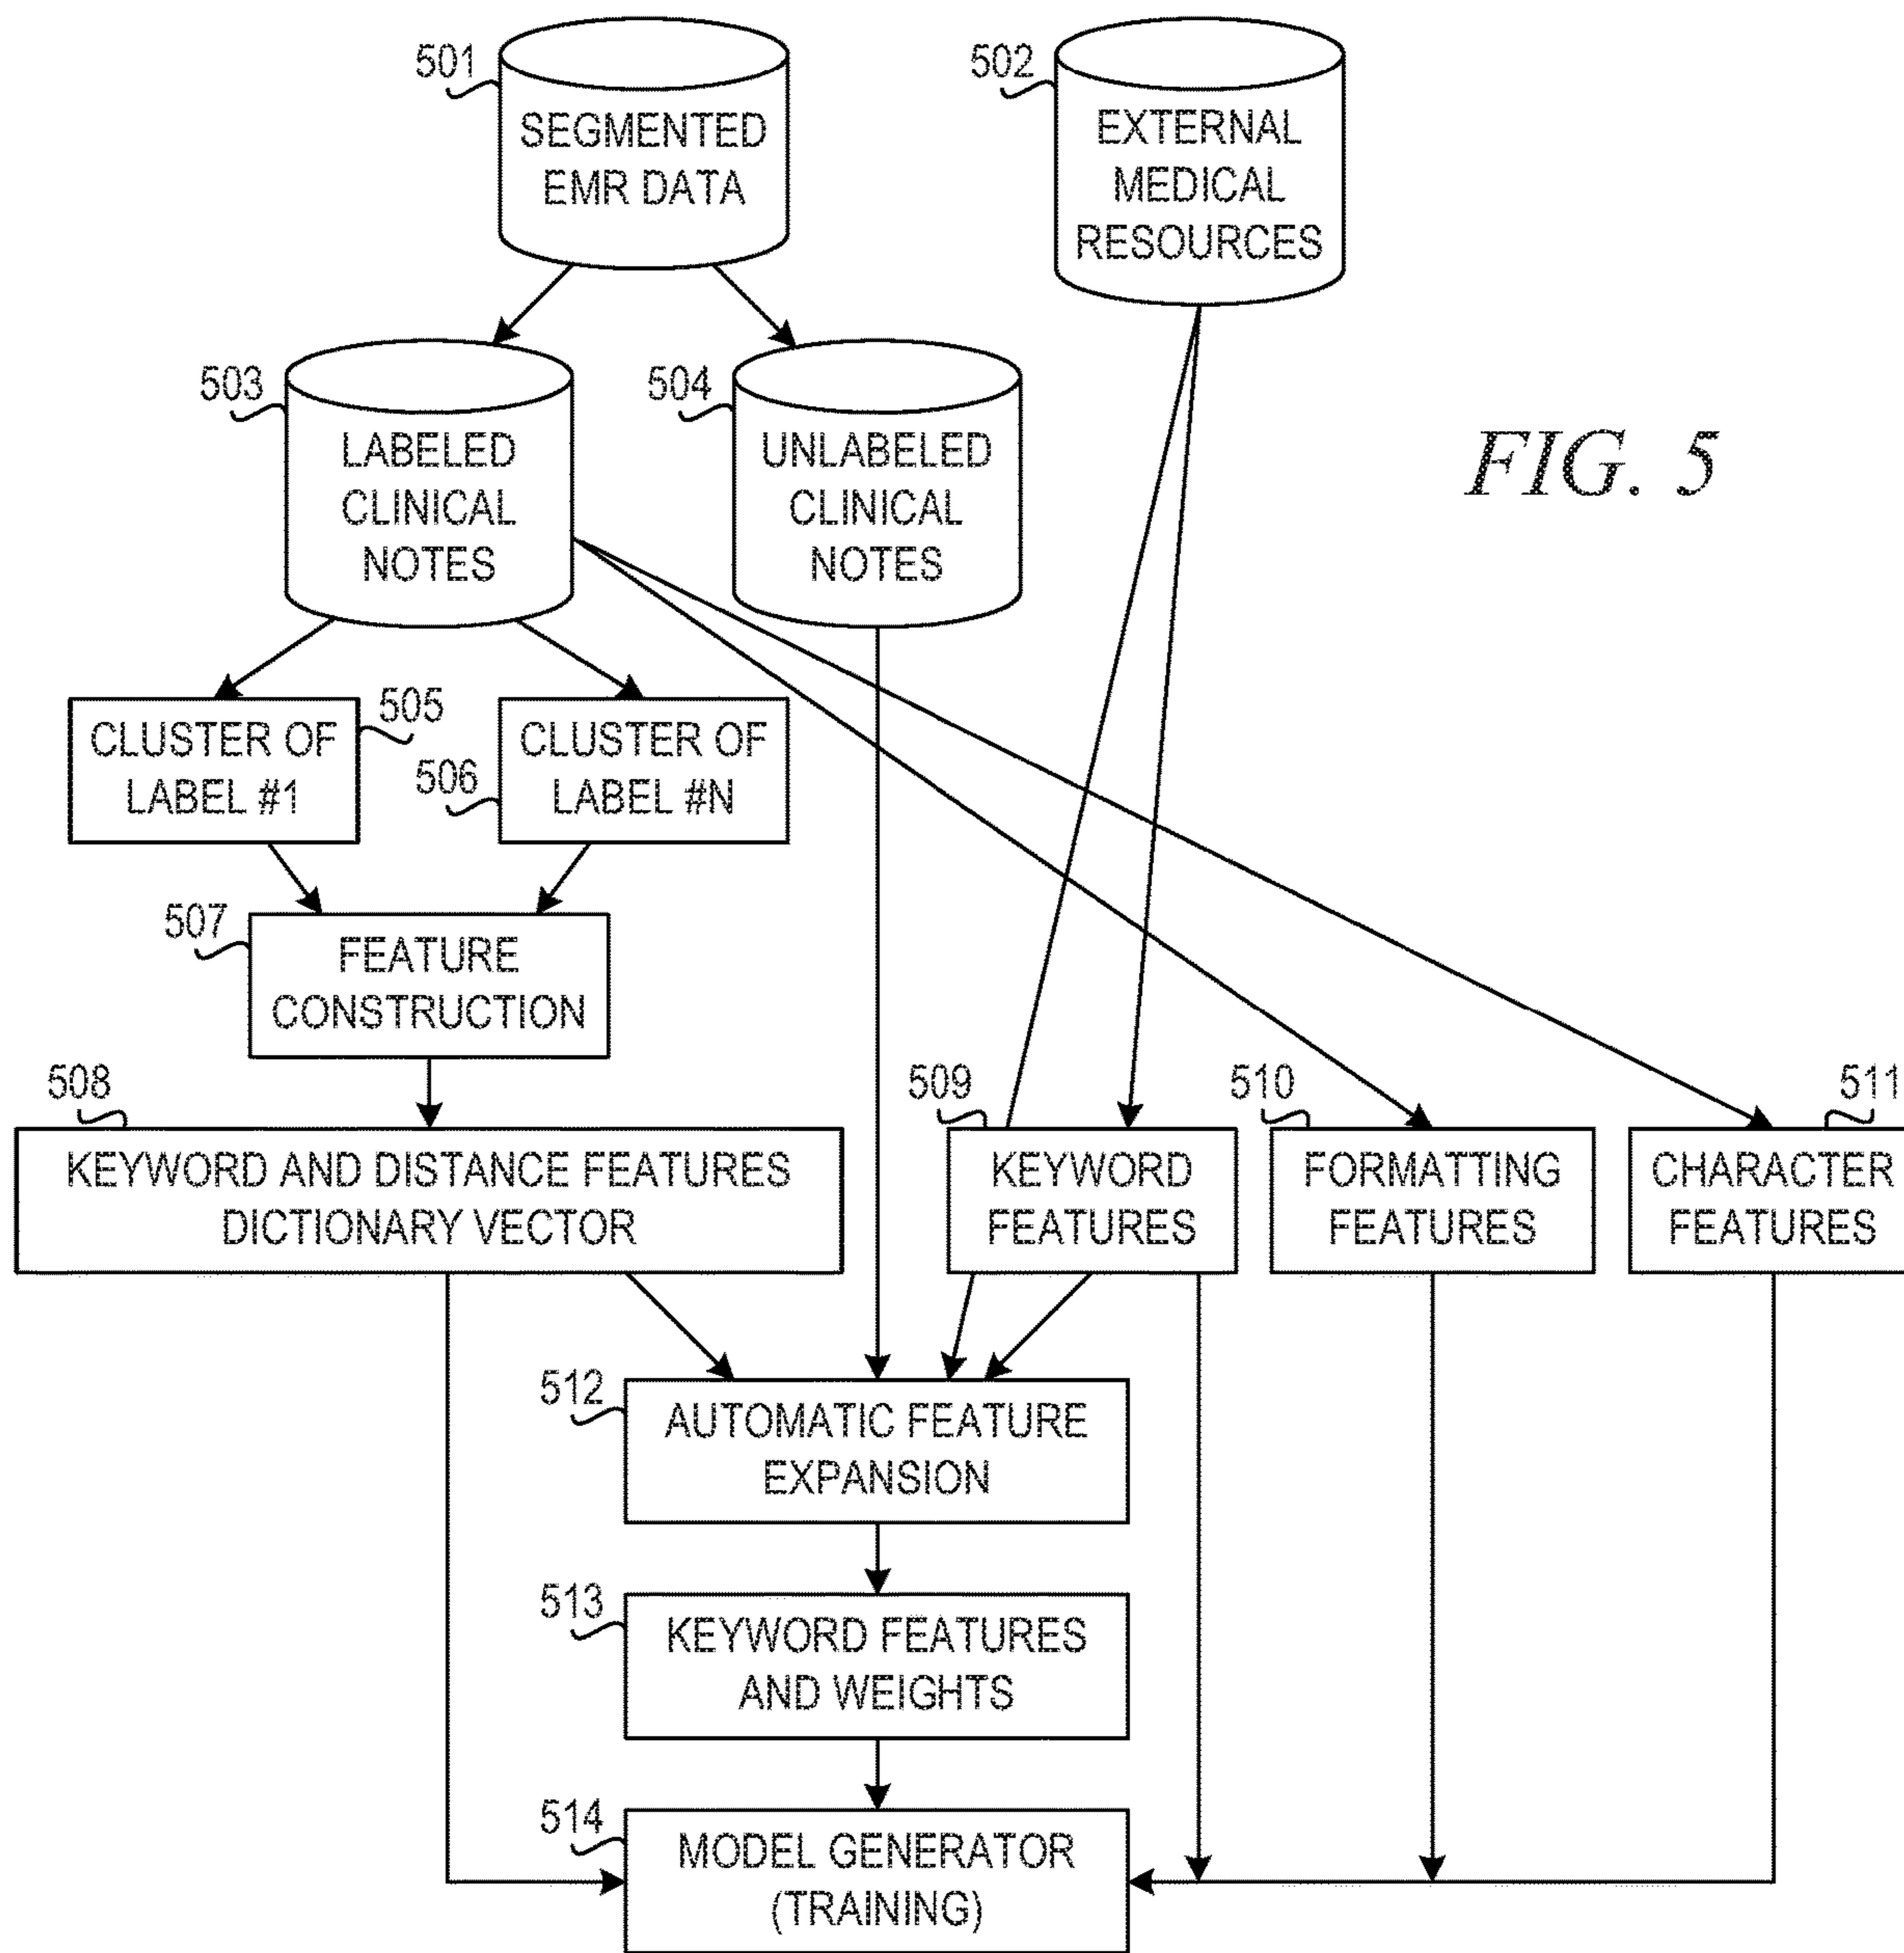 501
SEGMENTED
EMR DATA
502
EXTERNAL
MEDICAL
RESOURCES
503
LABELED
CLINICAL
NOTES
504
UNLABELED
CLINICAL
NOTES
FIG. 5
CLUSTER OF
LABEL #1
505
506
CLUSTER OF
LABEL #N
507
FEATURE
CONSTRUCTION
508
KEYWORD AND DISTANCE FEATURES
DICTIONARY VECTOR
509
KEYWORD
FEATURES
510
FORMATTING
FEATURES
511
CHARACTER
FEATURES
512
AUTOMATIC FEATURE
EXPANSION
513
KEYWORD FEATURES
AND WEIGHTS
514
MODEL GENERATOR
(TRAINING)